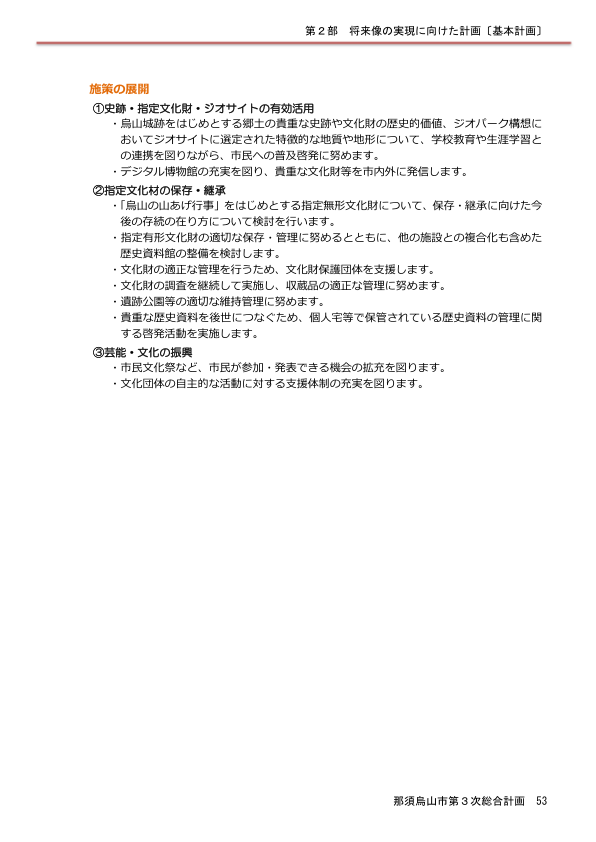 第２部　将来像の実現に向けた計画〔基本計画〕
施策の展開
①史跡・指定文化財・ジオサイトの有効活用
・烏山城跡をはじめとする郷土の貴重な史跡や文化財の歴史的価値、ジオパーク構想に
おいてジオサイトに選定された特徴的な地質や地形について、学校教育や生涯学習と
の連携を図りながら、市民への普及啓発に努めます。
・デジタル博物館の充実を図り、貴重な文化財等を市内外に発信します。
②指定文化材の保存・継承
・「烏山の山あげ行事」をはじめとする指定無形文化財について、保存・継承に向けた今
後の存続の在り方について検討を行います。
・指定有形文化財の適切な保存・管理に努めるとともに、他の施設との複合化も含めた
歴史資料館の整備を検討します。
・文化財の適正な管理を行うため、文化財保護団体を支援します。
・文化財の調査を継続して実施し、収蔵品の適正な管理に努めます。
・遺跡公園等の適切な維持管理に努めます。
・貴重な歴史資料を後世につなぐため、個人宅等で保管されている歴史資料の管理に関
する啓発活動を実施します。
③芸能・文化の振興
・市民文化祭など、市民が参加・発表できる機会の拡充を図ります。
・文化団体の自主的な活動に対する支援体制の充実を図ります。
那須烏山市第３次総合計画　53